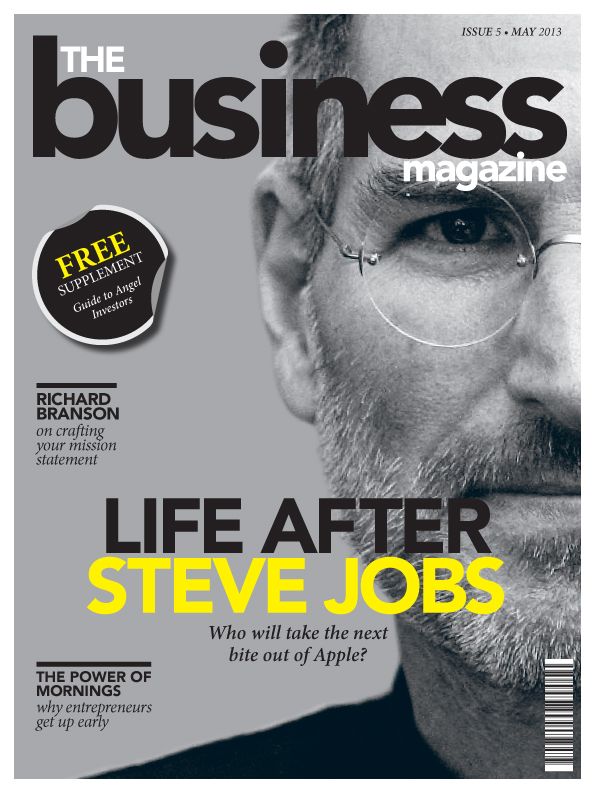 ISSUE 5 • MAY 2013
THE
business
magazine
FREE
SUPPLEMENT
Guide to Angel
Investors
RICHARD
BRANSON
on crafting
your mission
statement
LIFE AFTER
STEVE JOBS
Who will take the next
bite out of Apple?
THE POWER OF
MORNINGS
why entrepreneurs
get up early